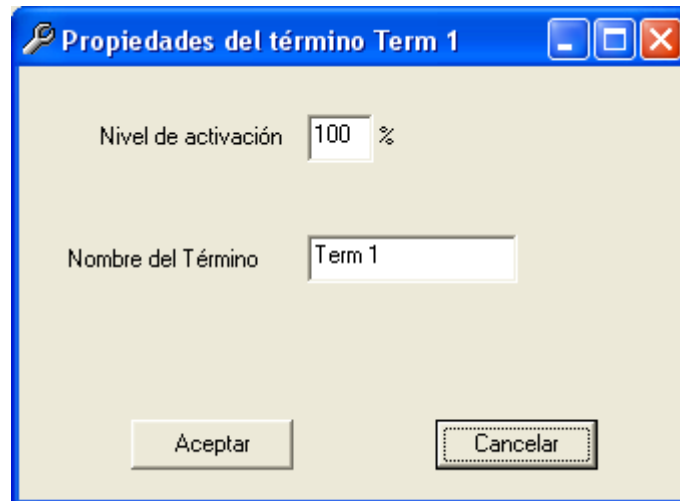 Propiedades del término Term 1
Nivel de activación 100 %
Nombre del Término Term 1
Aceptar Cancelar